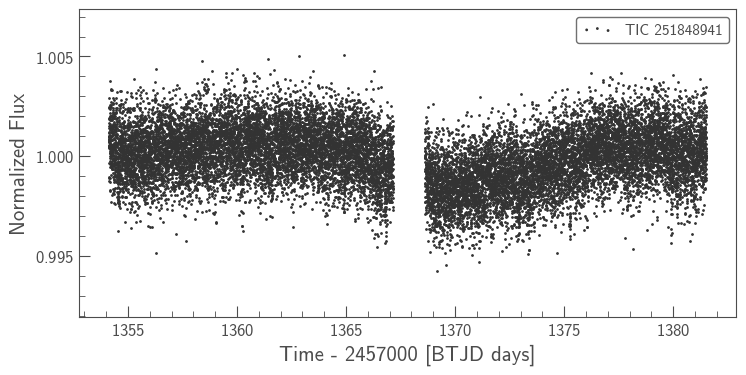 TIC 251848941
1.005
1.000
0.995
Normalized Flux
1355 1360 1365 1370 1375 1380
Time - 2457000 [BTJD days]